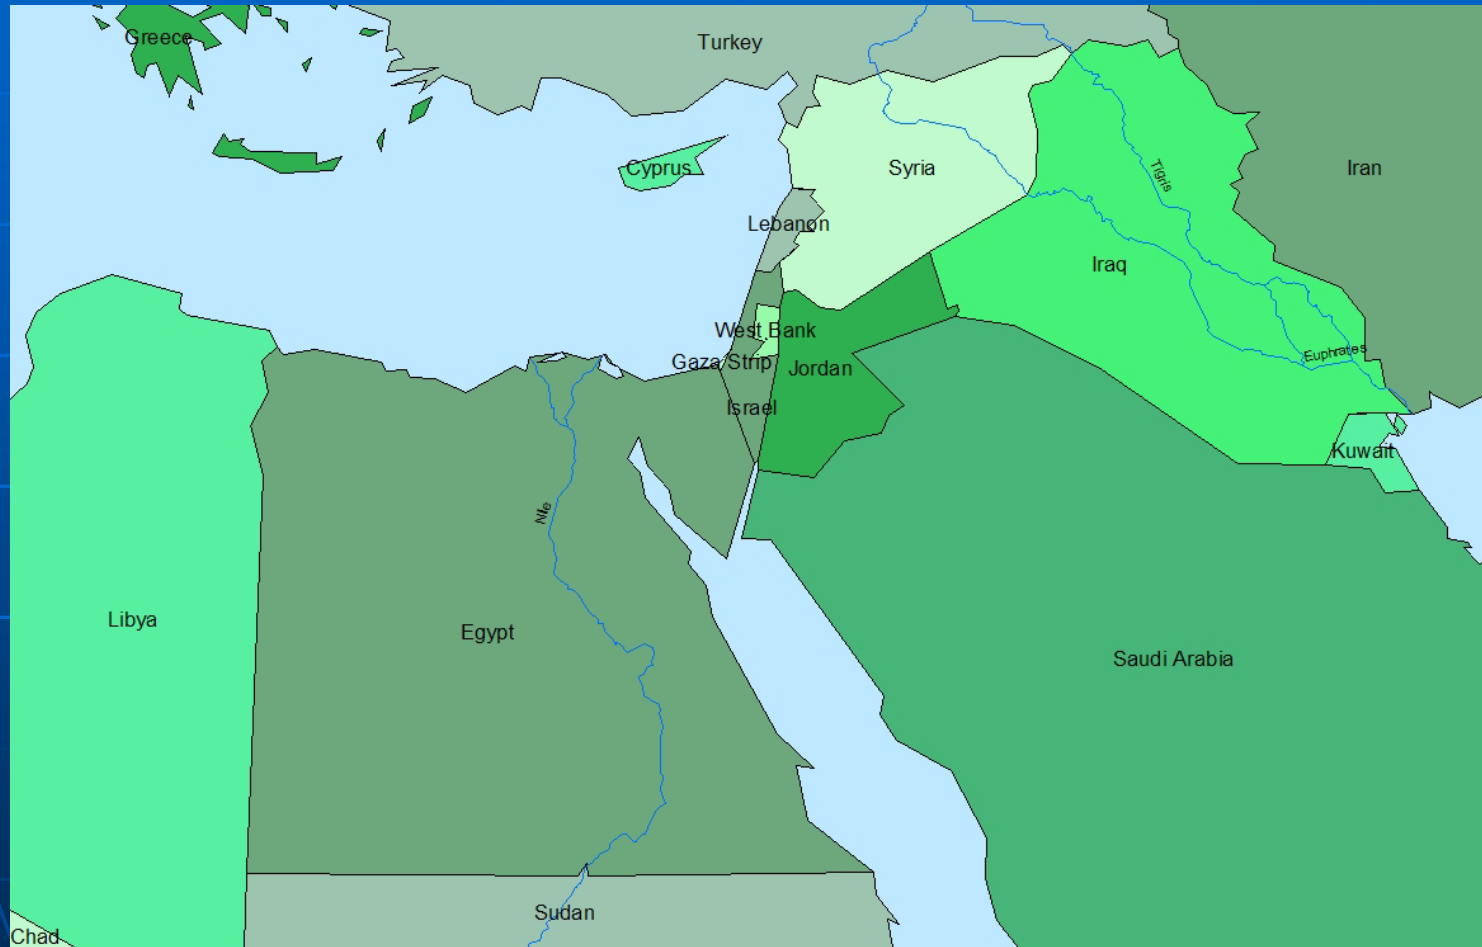 Greece
Turkey
Cyprus
Syria
Tigris
Iran
Lebanon
Iraq
West Bank
Euphrates
Gaza Strip
Jordan
Israel
Kuwait
Nile
Libya
Egypt
Saudi Arabia
Sudan
Chad